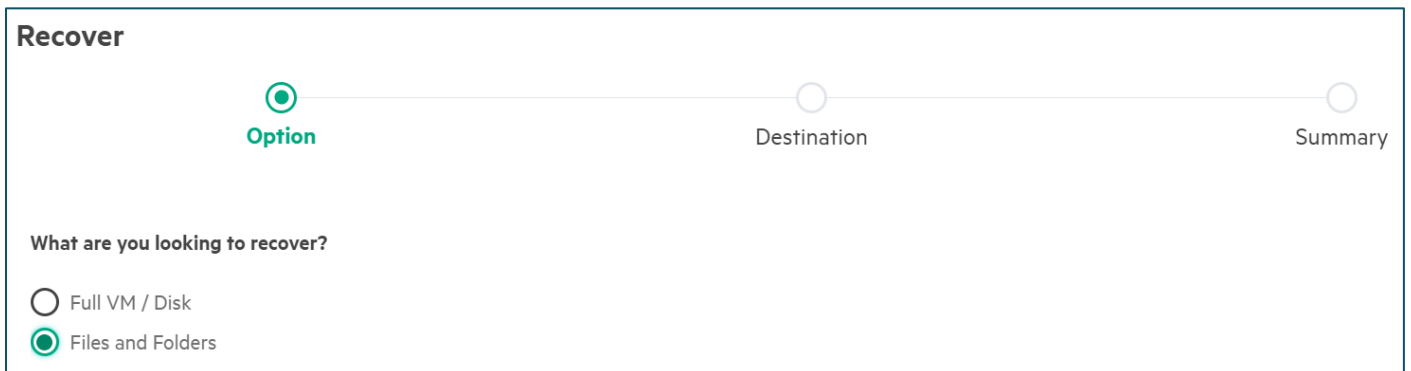 Recover
Option
Destination
Summary
What are you looking to recover?
Full VM / Disk
Files and Folders